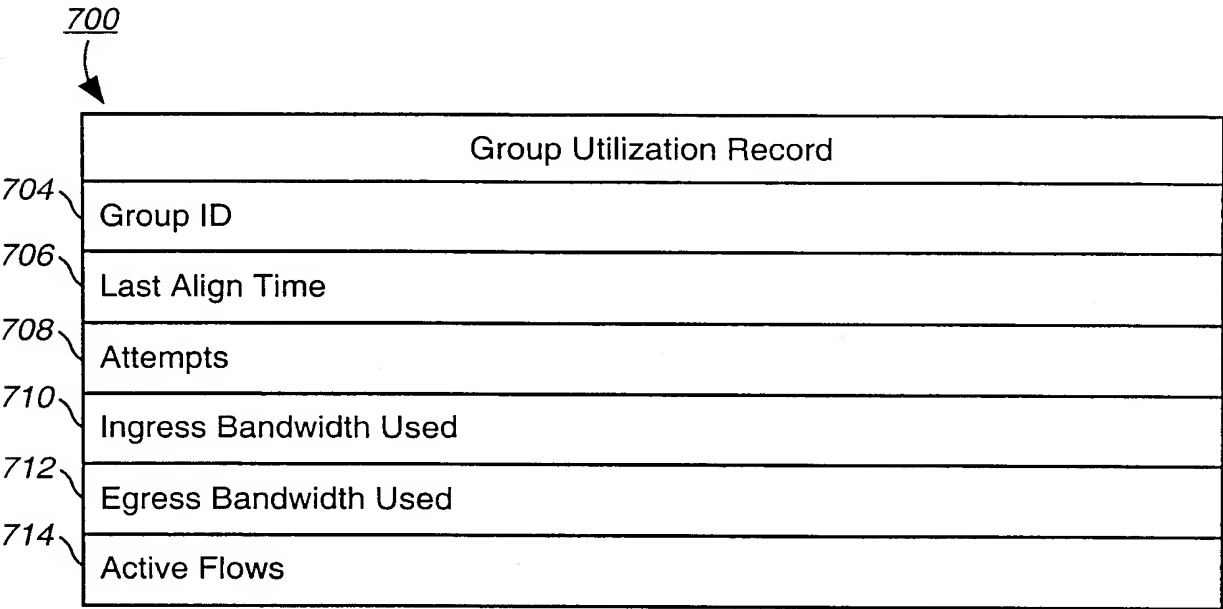 700
Group Utilization Record
704
Group ID
706
Last Align Time
708
Attempts
710
Ingress Bandwidth Used
712
Egress Bandwidth Used
714
Active Flows